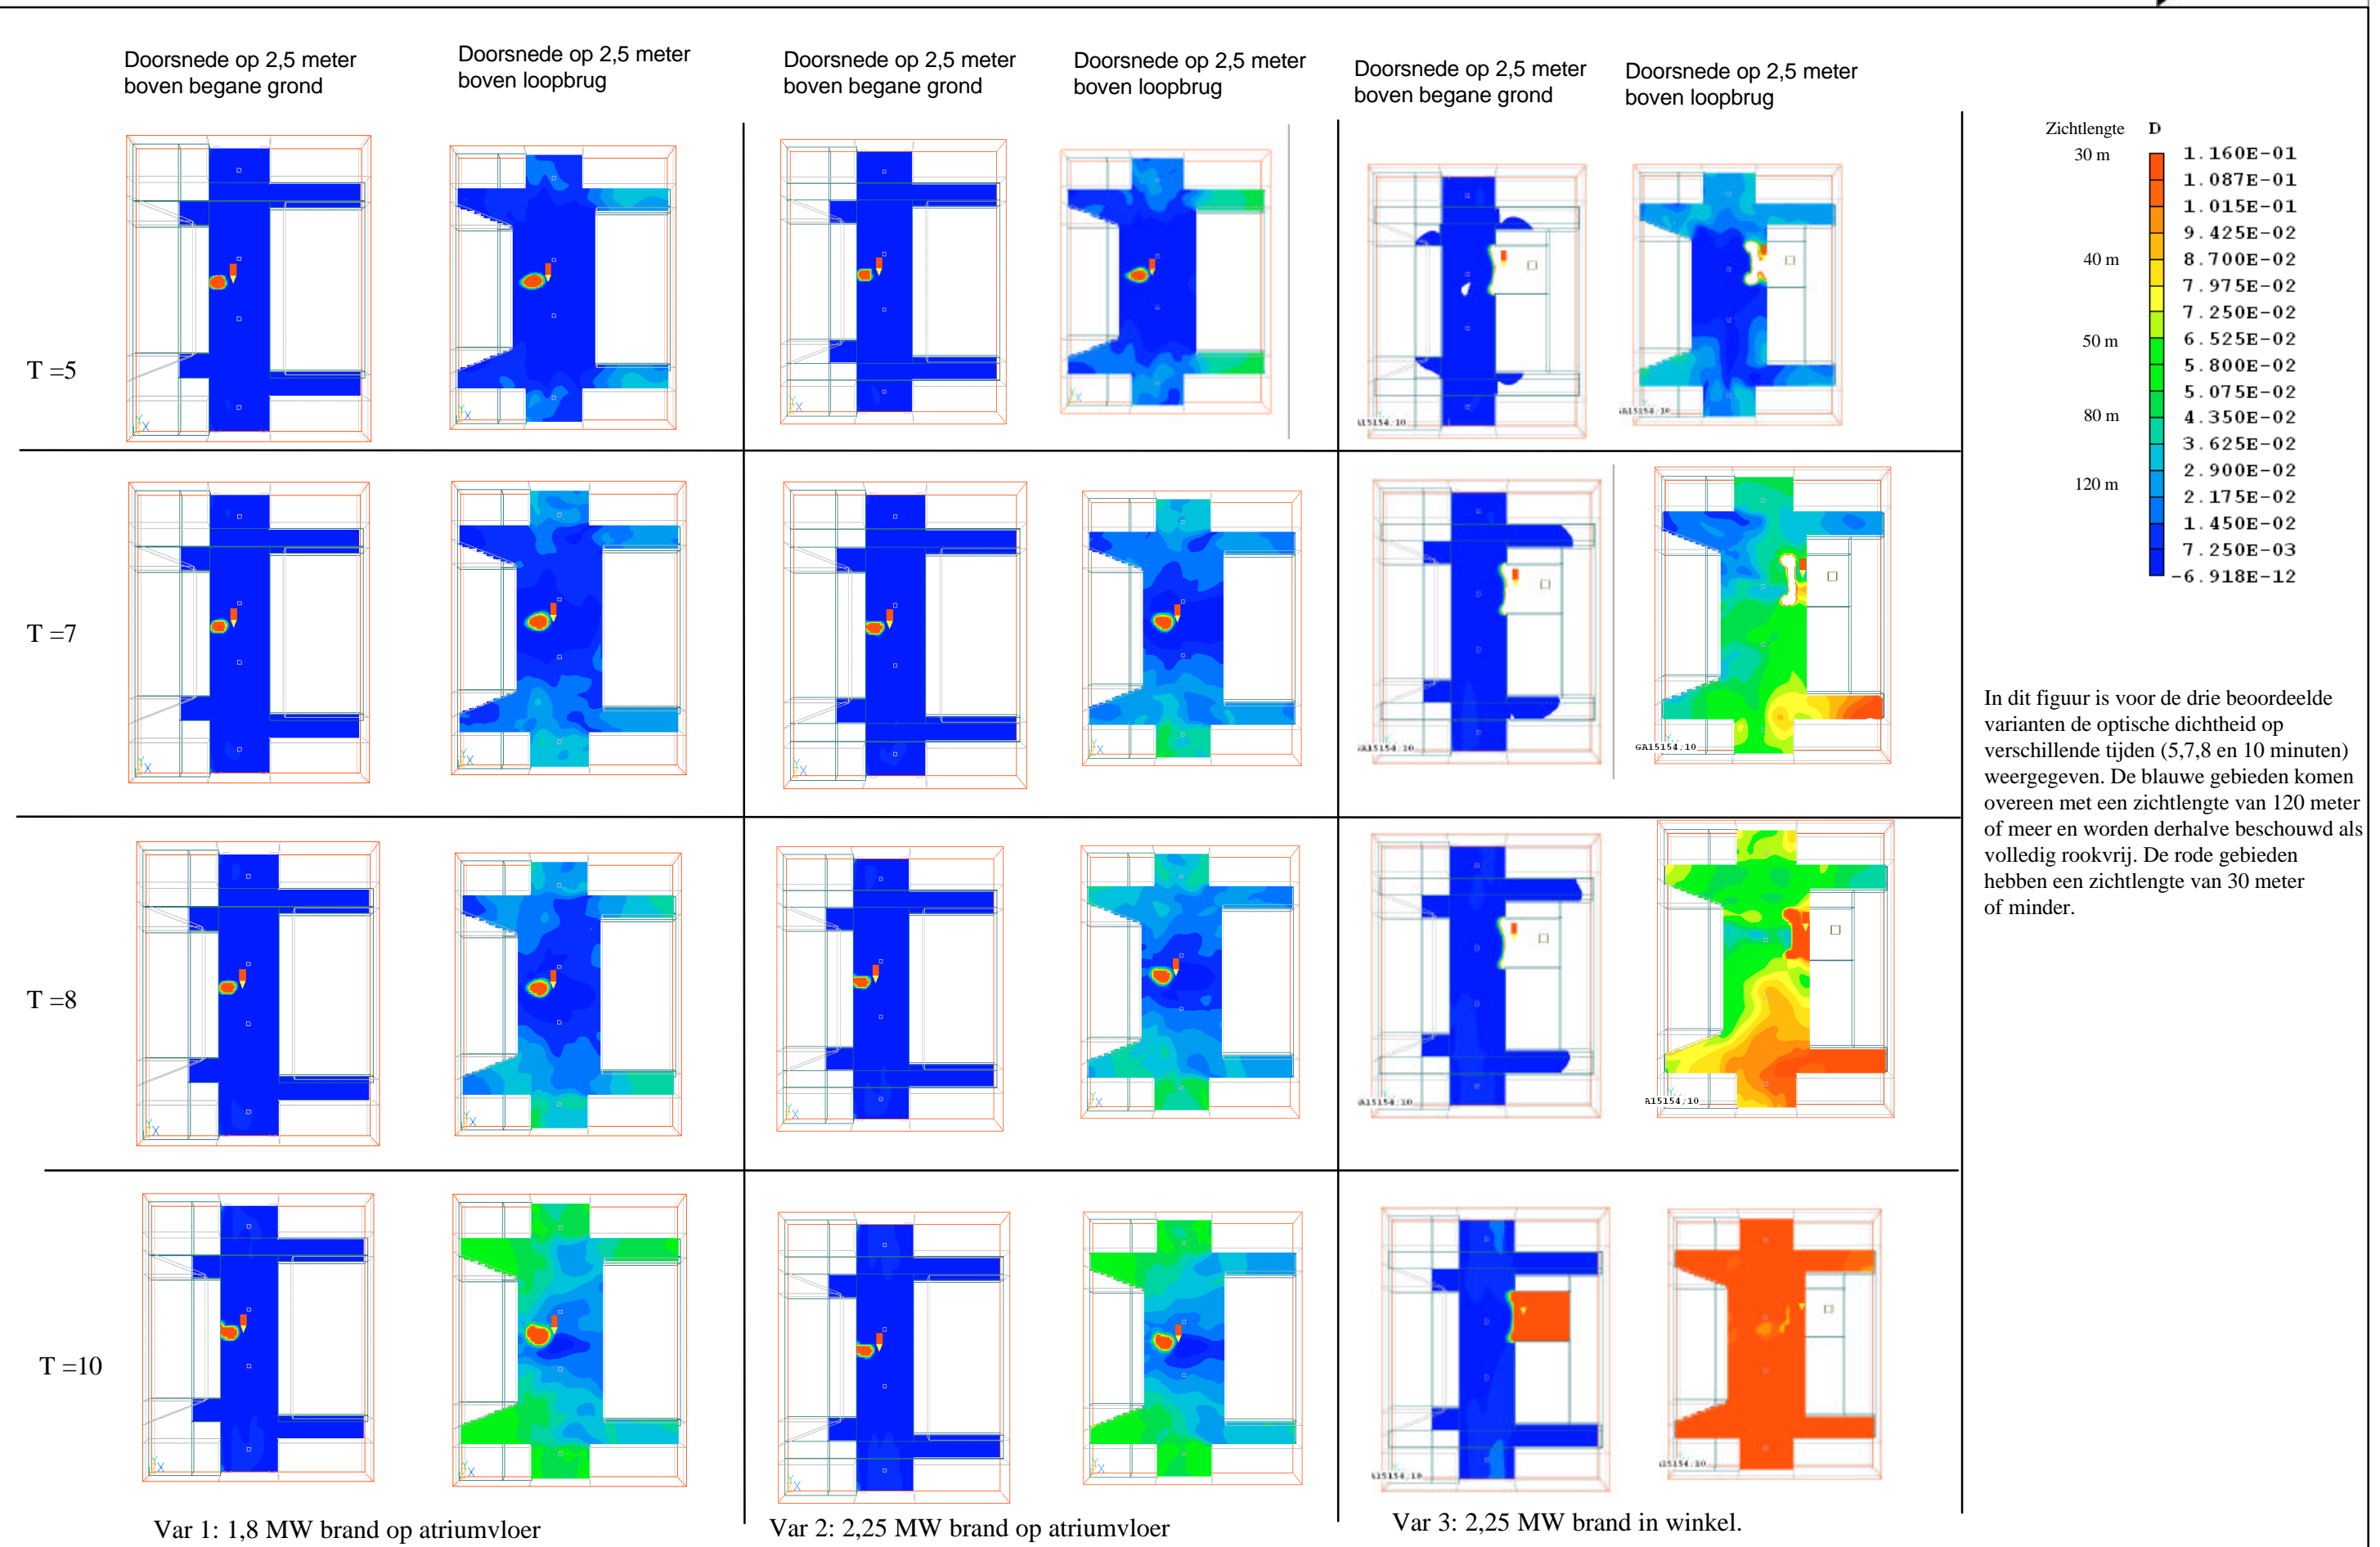 Doorsnede op 2,5 meter
boven begane grond
Doorsnede op 2,5 meter
boven loopbrug
Doorsnede op 2,5 meter
boven begane grond
Doorsnede op 2,5 meter
boven loopbrug
Doorsnede op 2,5 meter
boven begane grond
Doorsnede op 2,5 meter
boven loopbrug
Zichtlengte D
30 m 1.160E-01
1.087E-01
1.015E-01
9.425E-02
40 m 8.700E-02
7.975E-02
7.250E-02
50 m 6.525E-02
5.800E-02
5.075E-02
80 m 4.350E-02
3.625E-02
2.900E-02
120 m 2.175E-02
1.450E-02
7.250E-03
-6.918E-12
T =5
T =7
GA15154;10
T =8
A15154;10
T =10
In dit figuur is voor de drie beoordeelde
varianten de optische dichtheid op
verschillende tijden (5,7,8 en 10 minuten)
weergegeven. De blauwe gebieden komen
overeen met een zichtlengte van 120 meter
of meer en worden derhalve beschouwd als
volledig rookvrij. De rode gebieden
hebben een zichtlengte van 30 meter
of minder.
Var 1: 1,8 MW brand op atriumvloer
Var 2: 2,25 MW brand op atriumvloer
Var 3: 2,25 MW brand in winkel.